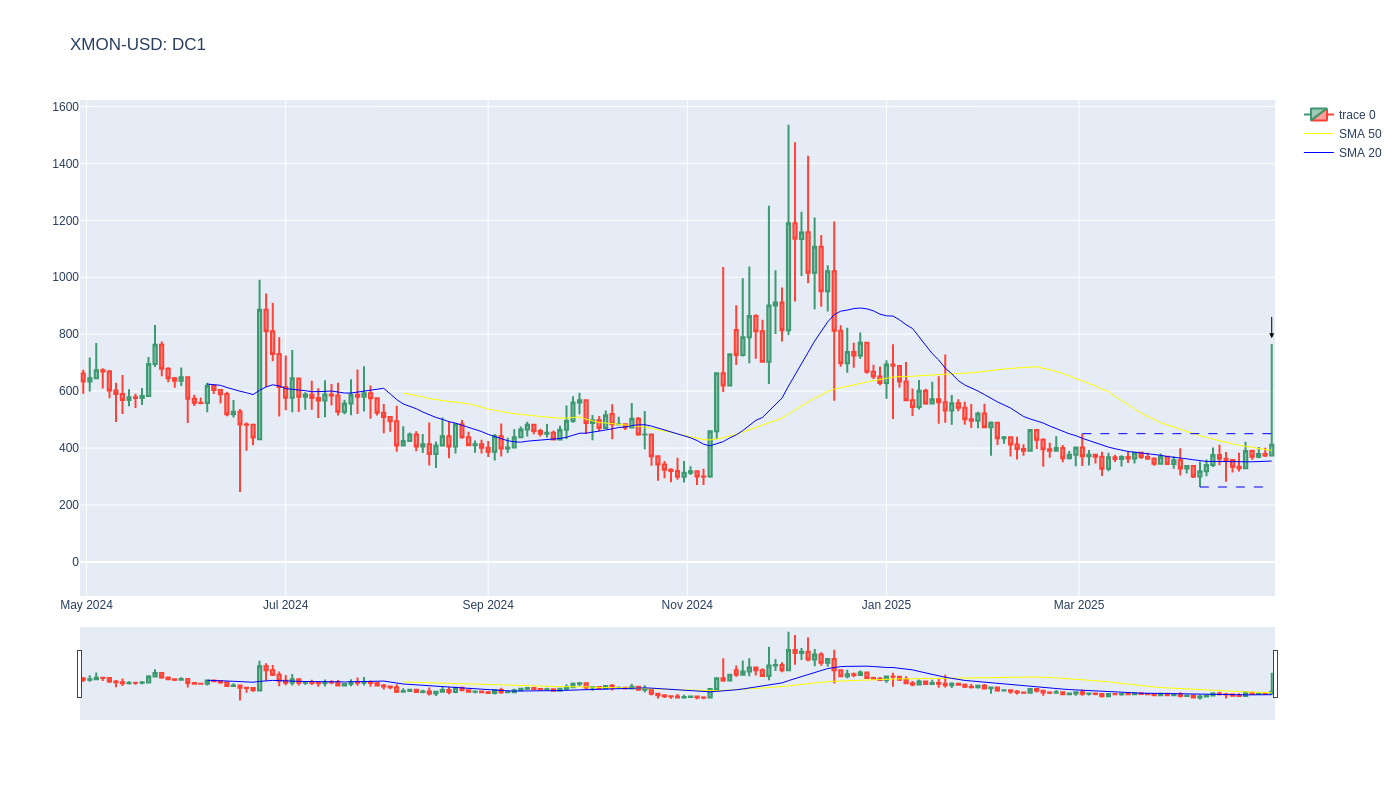 XMON-USD: DC1
1600
1400
1200
1000
800
600
400
200
0
May 2024
Jul 2024
Sep 2024
Nov 2024
Jan 2025
Mar 2025
trace 0
SMA 50
SMA 20